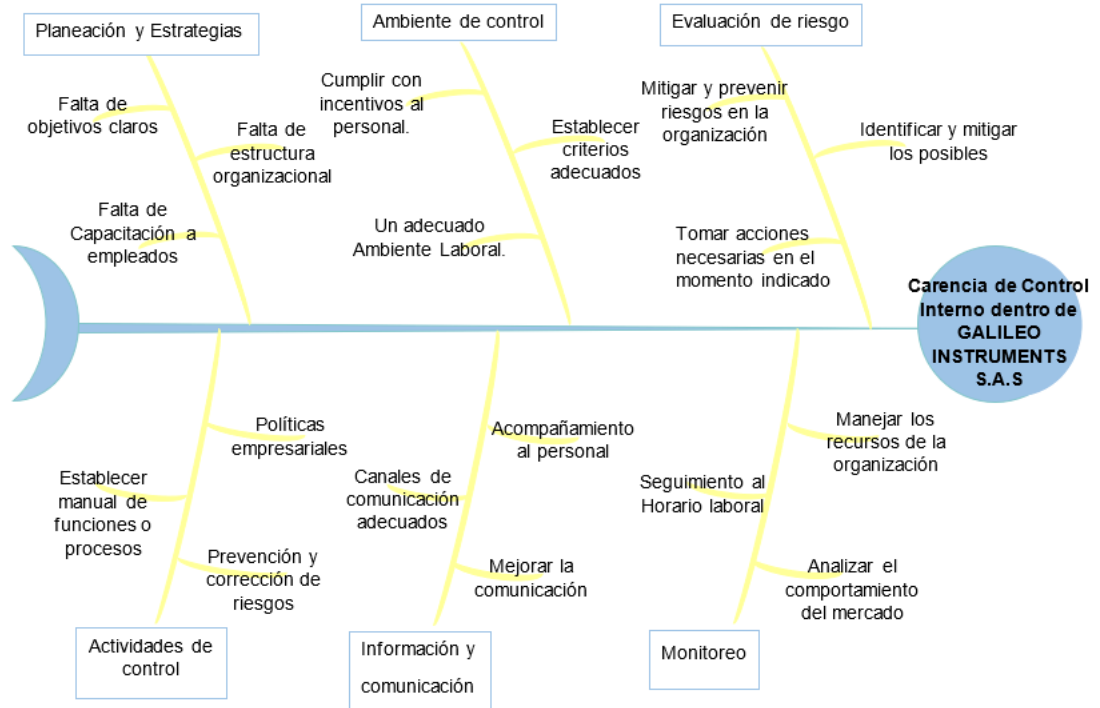 Planeación y Estrategias
Ambiente de control
Evaluación de riesgo
Falta de
objetivos claros
Falta de
estructura
organizacional
Falta de
Capacitación a
empleados
Cumplir con
incentivos al
personal.
Establecer
criterios
adecuados
Un adecuado
Ambiente Laboral.
Mitigar y prevenir
riesgos en la
organización
Identificar y mitigar
los posibles
Tomar acciones
necesarias en el
momento indicado
Carencia de Control
Interno dentro de
GALILEO
INSTRUMENTS
S.A.S
Políticas
empresariales
Establecer
manual de
funciones o
procesos
Prevención y
corrección de
riesgos
Acompañamiento
al personal
Canales de
comunicación
adecuados
Mejorar la
comunicación
Manejar los
recursos de la
organización
Seguimiento al
Horario laboral
Analizar el
comportamiento
del mercado
Actividades de
control
Información y
comunicación
Monitoreo